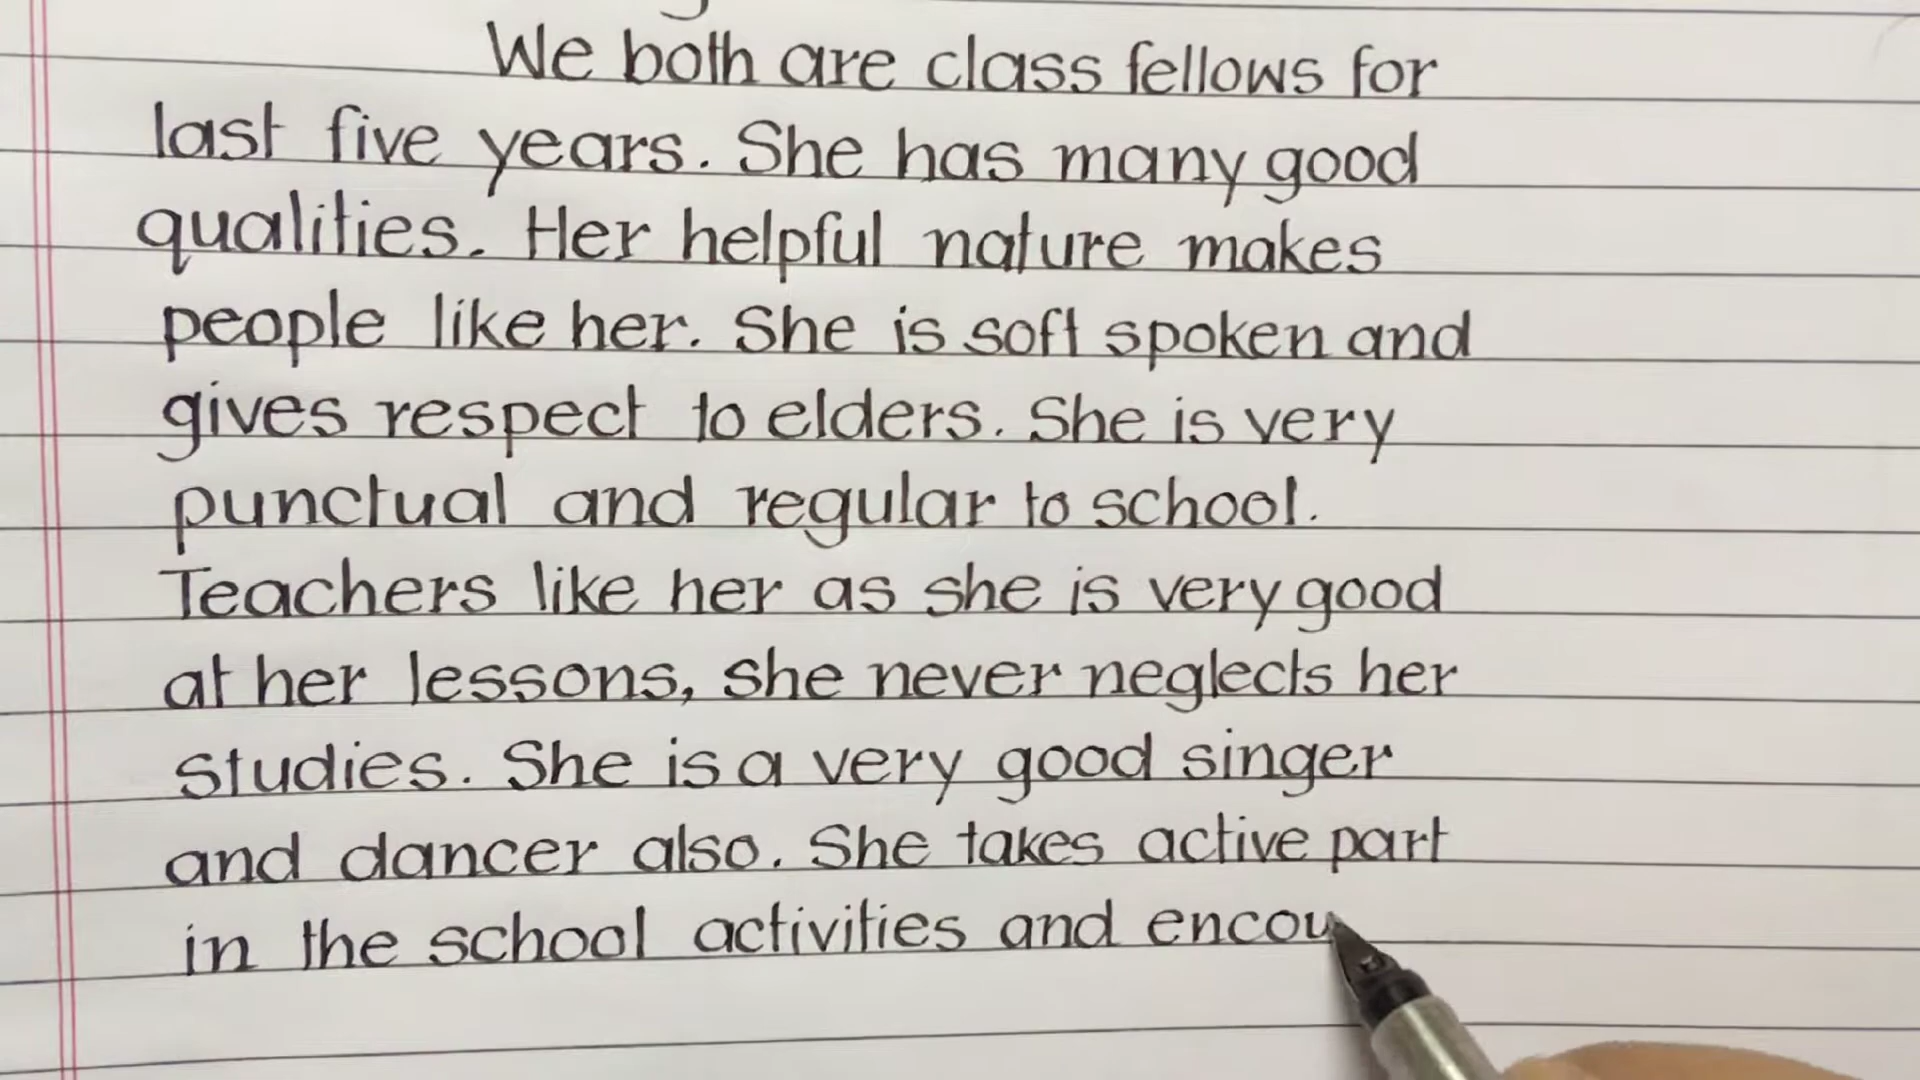 We both are class fellows for
last five years. She has many good
qualities. Her helpful nature makes
people like her. She is soft spoken and
gives respect to elders. She is very
punctual and regular to school.
Teachers like her as she is very good
at her lessons, she never neglects her
studies. She is a very good singer
and dancer also. She takes active part
in the school activities and encou